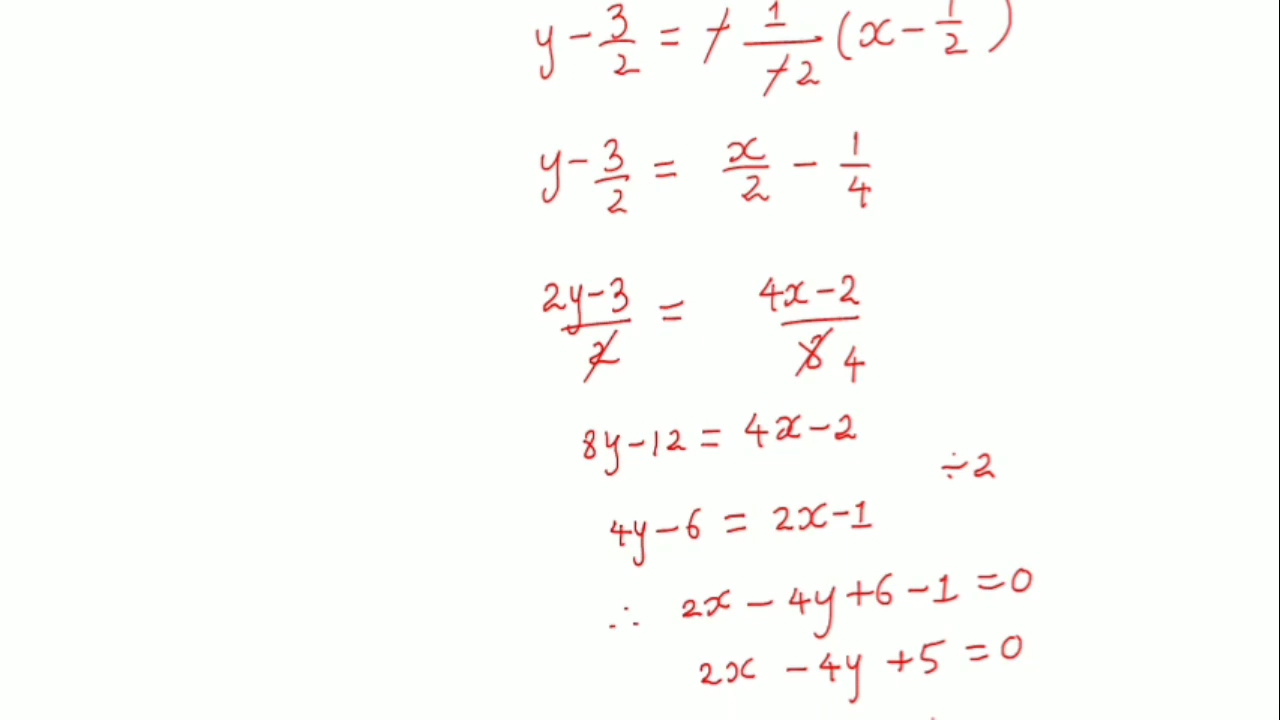 y - 3/2 = -1/-2 (x - 1/2)
y - 3/2 = x/2 - 1/4
2y-3/2 = 4x-2/8 4
8y-12 = 4x-2
÷2
4y-6 = 2x-1
∴ 2x - 4y + 6 - 1 = 0
2x - 4y + 5 = 0